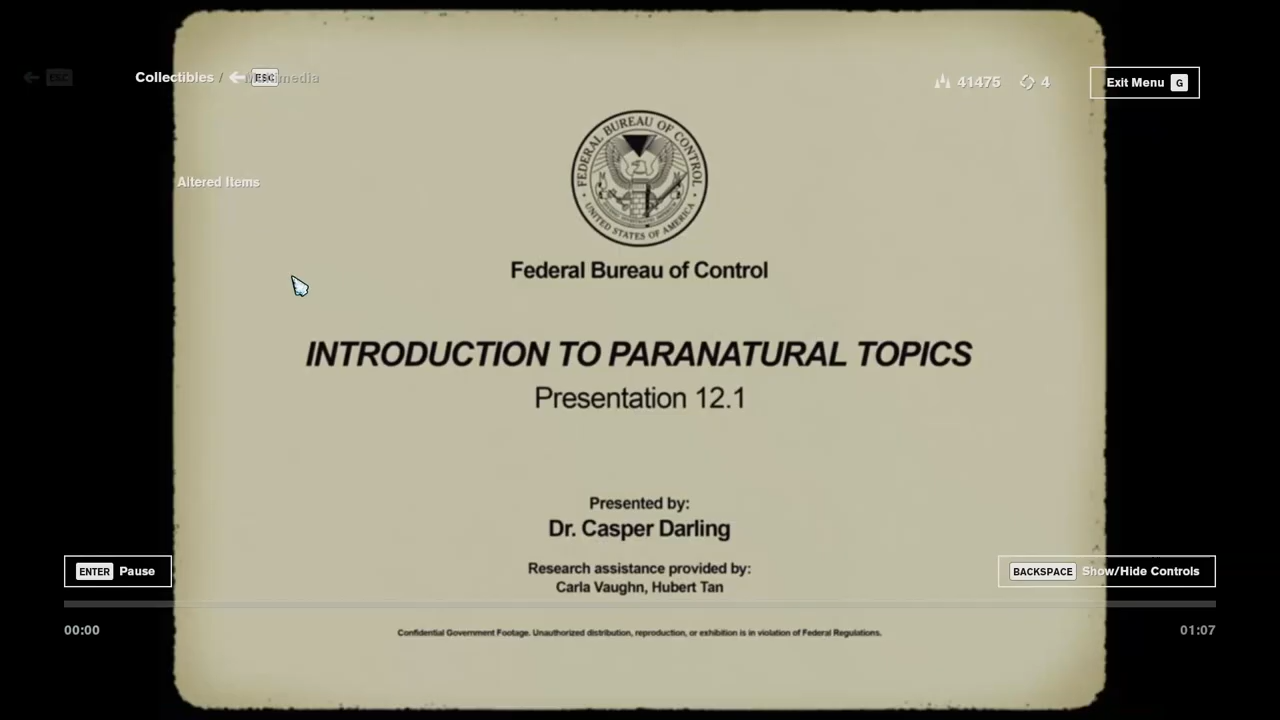 ESC
Collectibles / ESC
41475
4
Exit Menu G
FEDERAL BUREAU OF CONTROL
UNITED STATES OF AMERICA
Altered Items
Federal Bureau of Control
INTRODUCTION TO PARANATURAL TOPICS
Presentation 12.1
Presented by:
Dr. Casper Darling
Research assistance provided by:
Carla Vaughn, Hubert Tan
ENTER Pause
BACKSPACE Show/Hide Controls
00:00
01:07
Confidential Government Footage. Unauthorized distribution, reproduction, or exhibition is in violation of Federal Regulations.